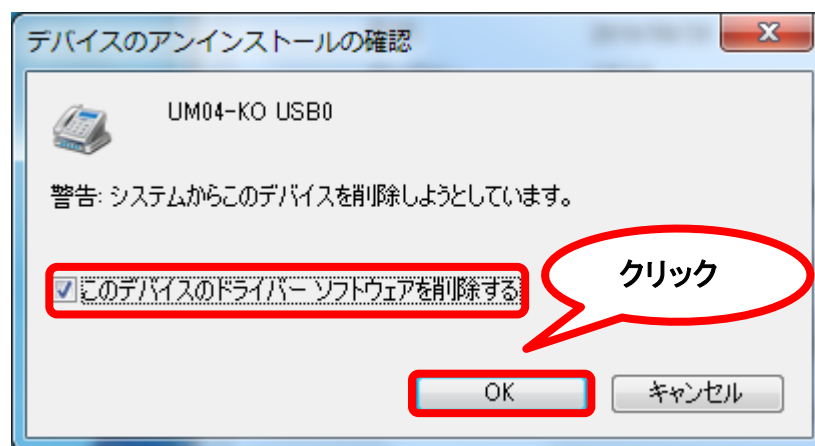 デバイスのアンインストールの確認
UM04-KO USB0
警告: システムからこのデバイスを削除しようとしています。
このデバイスのドライバー ソフトウェアを削除する
クリック
OK
キャンセル